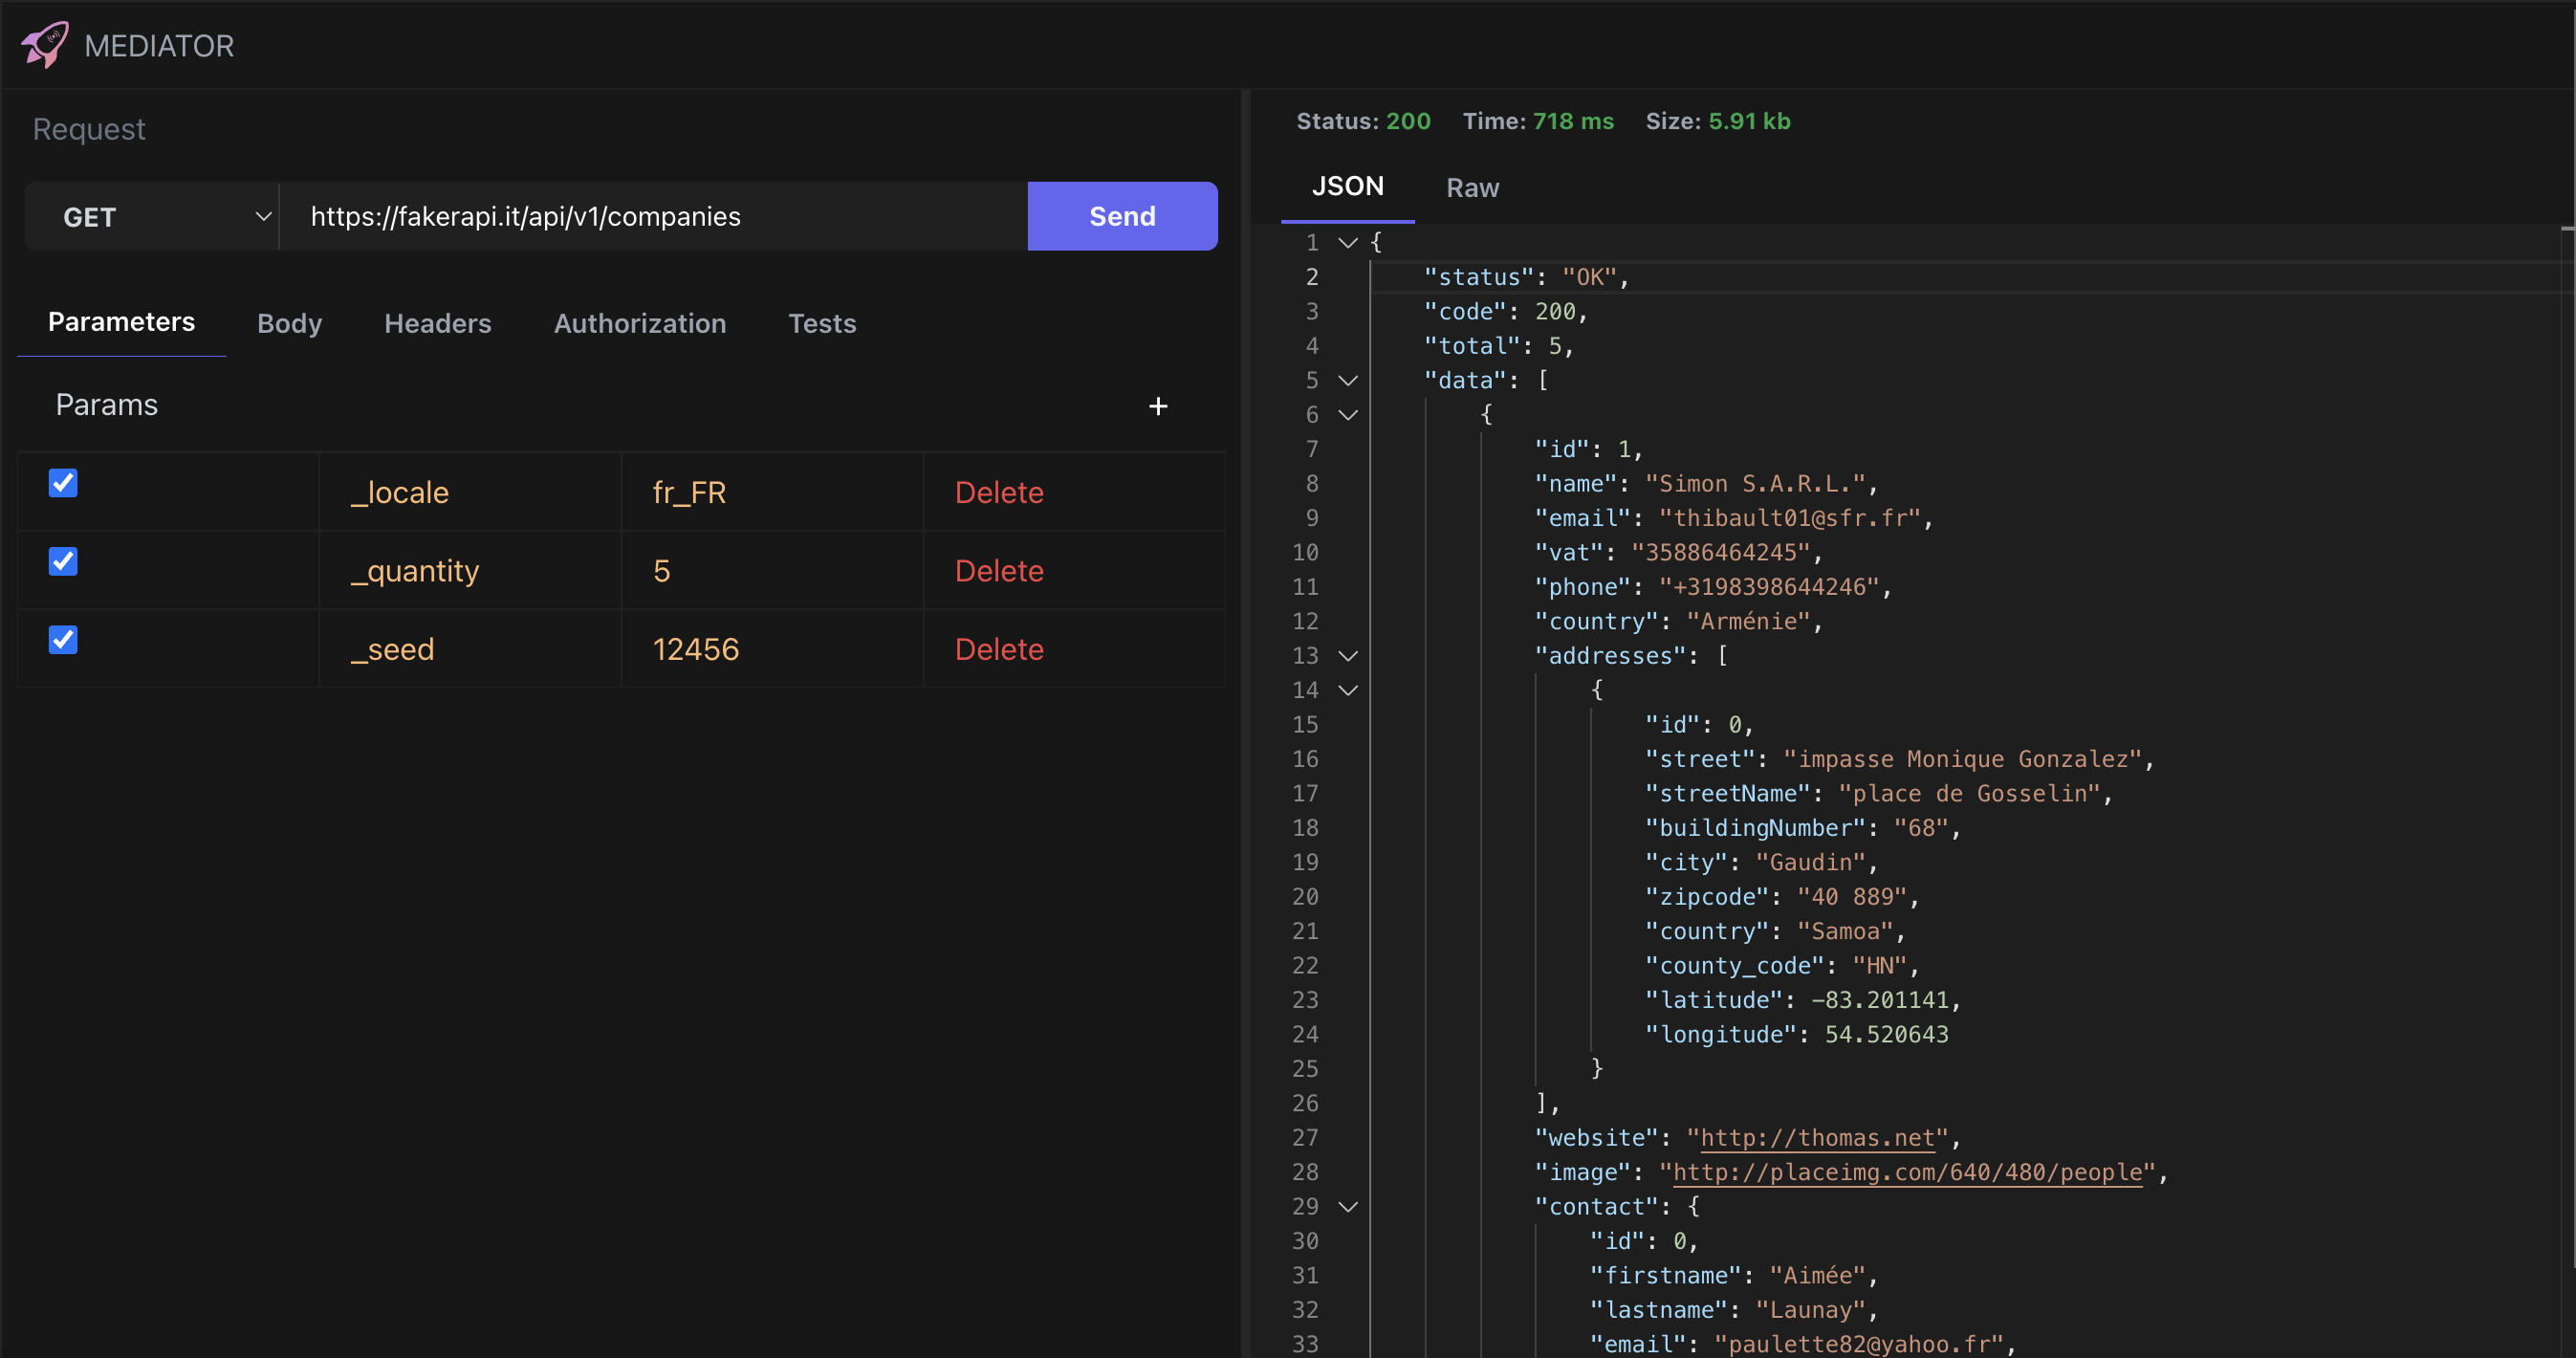 MEDIATOR
Request
GET https://fakerapi.it/api/v1/companies Send
Parameters Body Headers Authorization Tests
Params +
_locale fr_FR Delete
_quantity 5 Delete
_seed 12456 Delete
Status: 200 Time: 718 ms Size: 5.91 kb
JSON Raw
1 {
2 "status": "OK",
3 "code": 200,
4 "total": 5,
5 "data": [
6 {
7 "id": 1,
8 "name": "Simon S.A.R.L.",
9 "email": "thibault01@sfr.fr",
10 "vat": "35886464245",
11 "phone": "+3198398644246",
12 "country": "Arménie",
13 "addresses": [
14 {
15 "id": 0,
16 "street": "impasse Monique Gonzalez",
17 "streetName": "place de Gosselin",
18 "buildingNumber": "68",
19 "city": "Gaudin",
20 "zipcode": "40 889",
21 "country": "Samoa",
22 "county_code": "HN",
23 "latitude": -83.201141,
24 "longitude": 54.520643
25 }
26 ],
27 "website": "http://thomas.net",
28 "image": "http://placeimg.com/640/480/people",
29 "contact": {
30 "id": 0,
31 "firstname": "Aimée",
32 "lastname": "Launay",
33 "email": "paulette82@yahoo.fr",